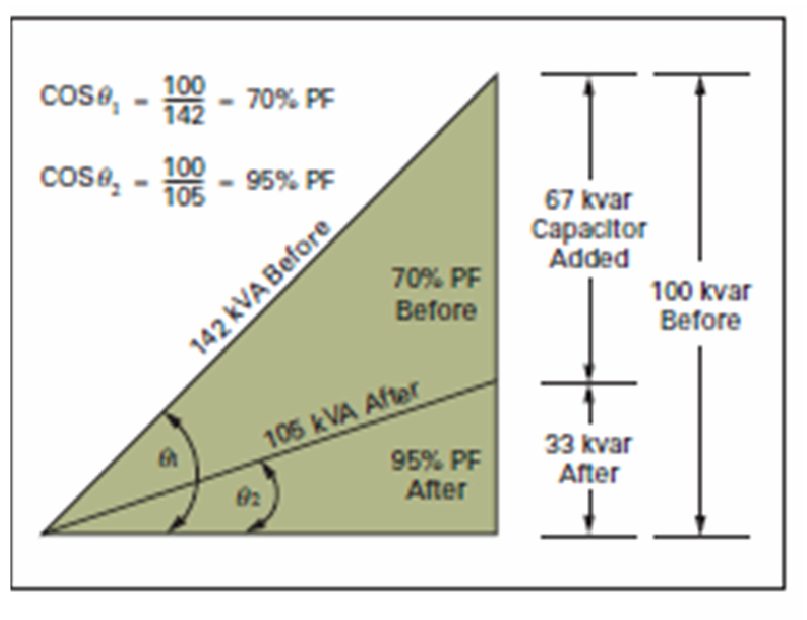 COSθ₁ - 100/142 - 70% PF
COSθ₂ - 100/105 - 95% PF
142 kVA Before
70% PF
Before
67 kvar
Capacitor
Added
100 kvar
Before
105 kVA After
θ1
θ2
95% PF
After
33 kvar
After